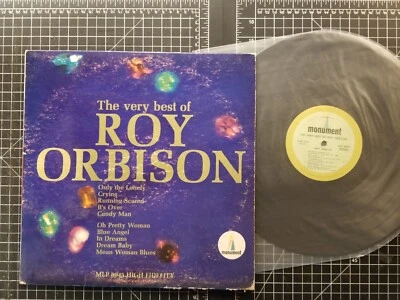 The very best of
ROY
ORBISON
Only the Lonely
Crying
Running Scared
It's Over
Candy Man
Oh Pretty Woman
Blue Angel
In Dreams
Dream Baby
Mean Woman Blues
monument
MLP 8045 HIGH FIDELITY
monument